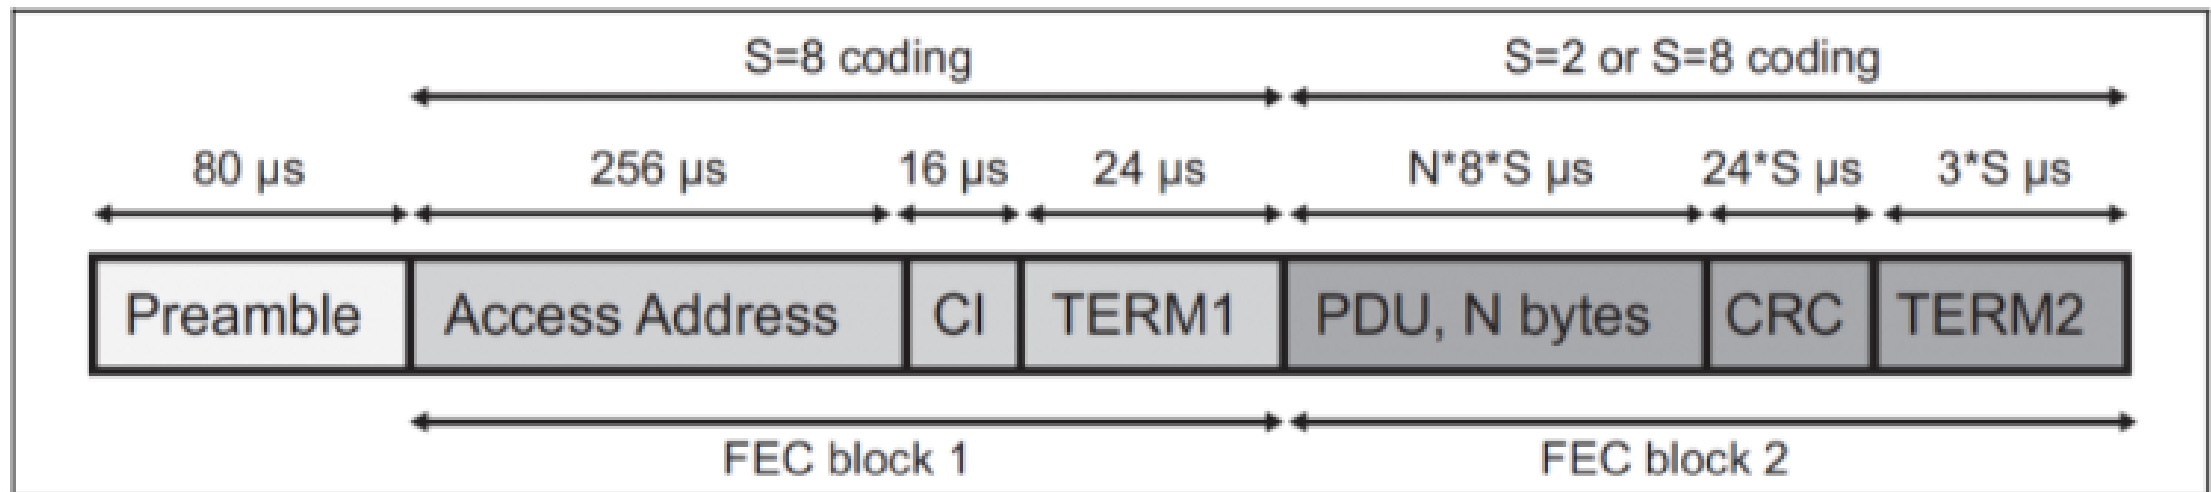 S=8 coding
S=2 or S=8 coding
80 µs
256 µs
16 µs
24 µs
N*8*S µs
24*S µs
3*S µs
Preamble
Access Address
CI
TERM1
PDU, N bytes
CRC
TERM2
FEC block 1
FEC block 2